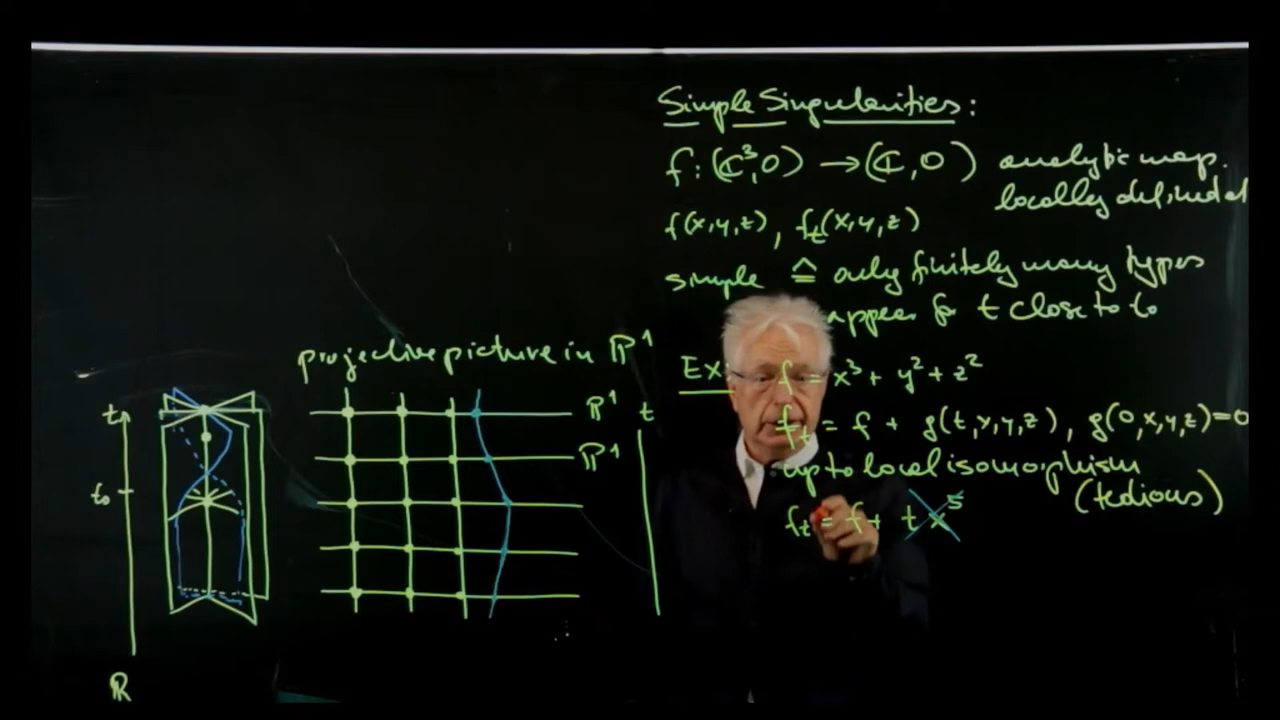 Simple Singularities:
f: (ℂ³,0) → (ℂ,0) analytic map.
locally defined at
f(x,y,z), f_t(x,y,z)
simple ≙ only finitely many types
appear for t close to t₀
Ex: f = x³ + y² + z²
f_t = f + g(t,x,y,z), g(0,x,y,z)=0
up to local isomorphism
(tedious)
f_t = f + t x⁵
projective picture in ℙ¹
t
t₀
ℝ
ℙ¹
ℙ¹
t